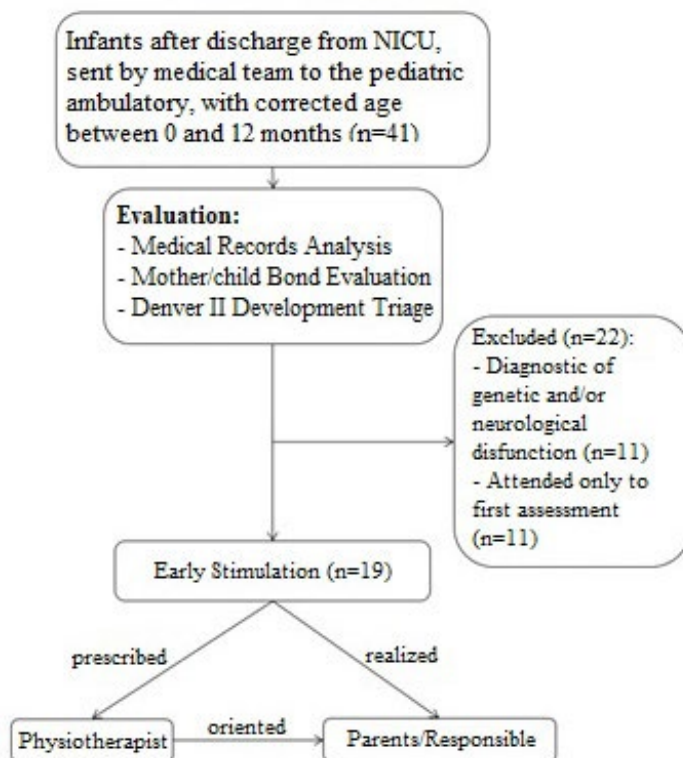 Infants after discharge from NICU,
sent by medical team to the pediatric
ambulatory, with corrected age
between 0 and 12 months (n=41)
Evaluation:
- Medical Records Analysis
- Mother/child Bond Evaluation
- Denver II Development Triage
Excluded (n=22):
- Diagnostic of
genetic and/or
neurological
disfunction (n=11)
- Attended only to
first assessment
(n=11)
Early Stimulation (n=19)
prescribed
realized
Physiotherapist
oriented
Parents/Responsible